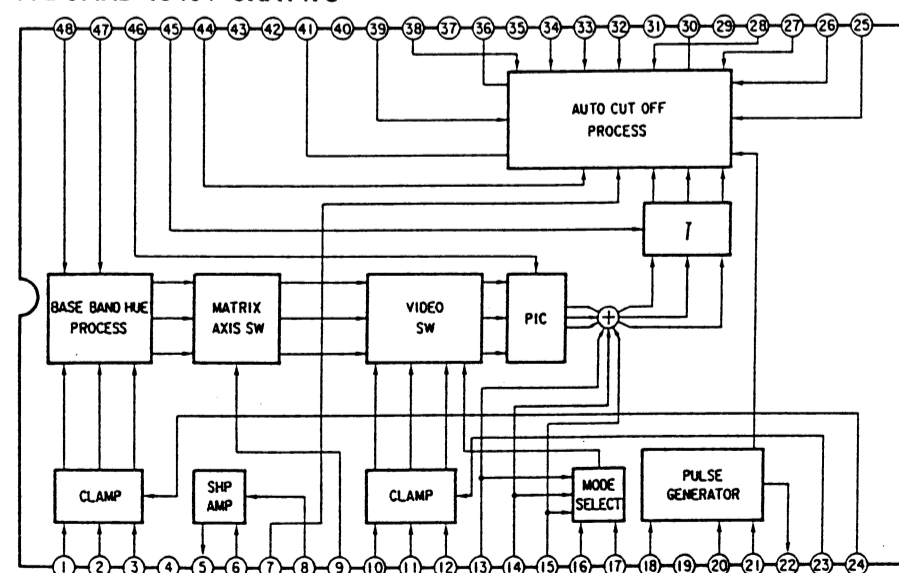 48 47 46 45 44 43 42 41 40 39 38 37 36 35 34 33 32 31 30 29 28 27 26 25
AUTO CUT OFF
PROCESS
γ
BASE BAND HUE
PROCESS
MATRIX
AXIS SW
VIDEO
SW
PIC
+
CLAMP
SHP
AMP
CLAMP
MODE
SELECT
PULSE
GENERATOR
1 2 3 4 5 6 7 8 9 10 11 12 13 14 15 16 17 18 19 20 21 22 23 24